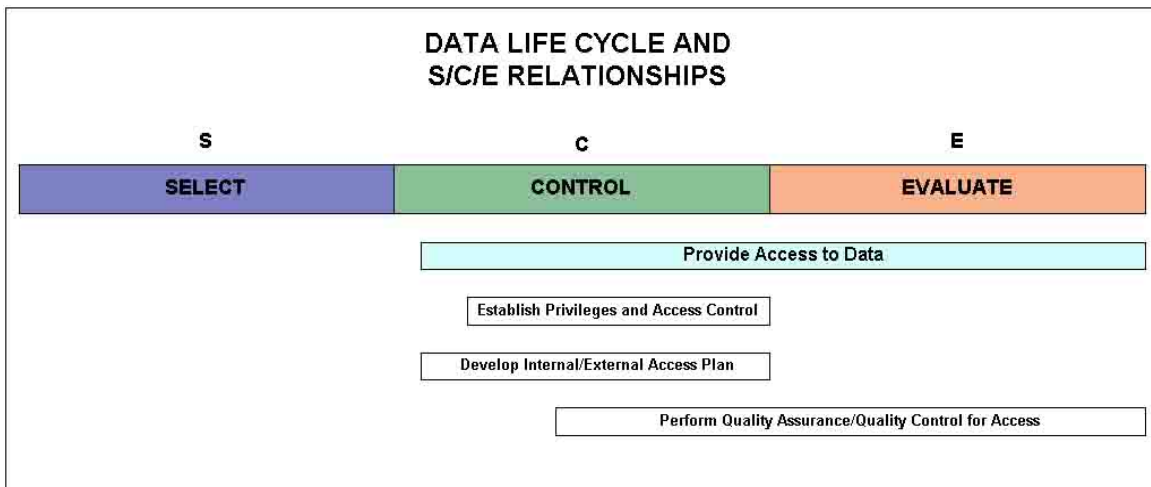 DATA LIFE CYCLE AND
S/C/E RELATIONSHIPS
S C E
SELECT CONTROL EVALUATE
Provide Access to Data
Establish Privileges and Access Control
Develop Internal/External Access Plan
Perform Quality Assurance/Quality Control for Access